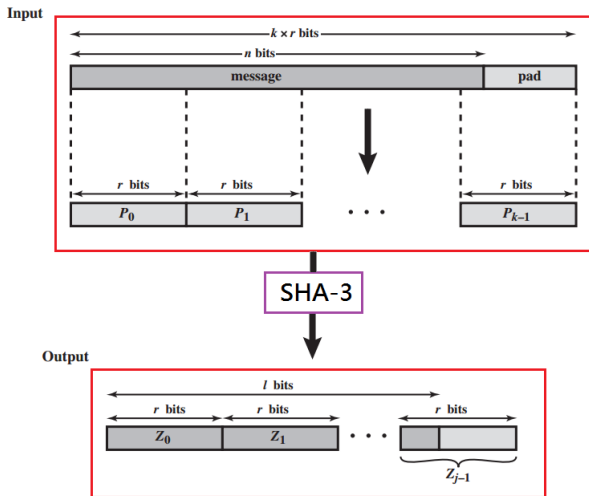 Input
k × r bits
n bits
message pad
r bits r bits r bits
P0 P1 . . . Pk–1
SHA-3
Output
l bits
r bits r bits r bits
Z0 Z1 . . .
Zj–1